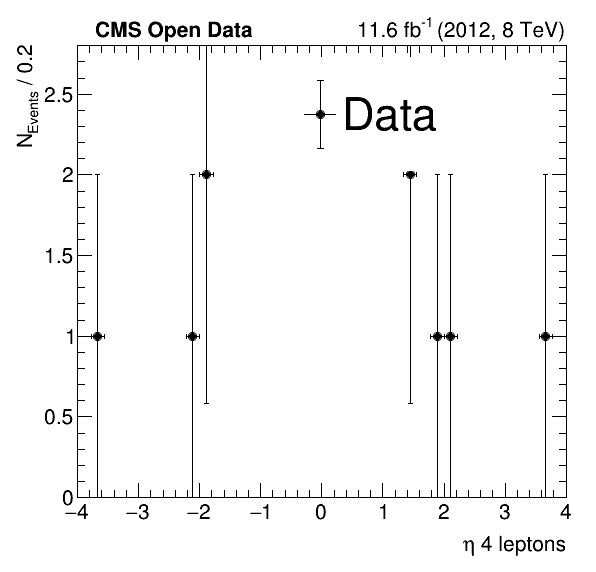 CMS Open Data
11.6 fb-1 (2012, 8 TeV)
NEvents / 0.2
Data
2.5
2
1.5
1
0.5
0
−4 −3 −2 −1 0 1 2 3 4
η 4 leptons